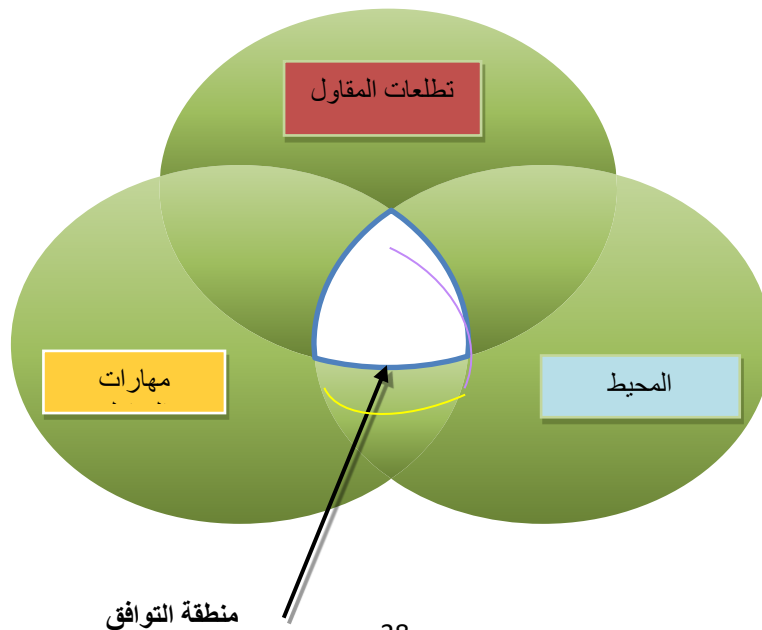 تطلعات المقاول
مهارات
المحيط
منطقة التوافق